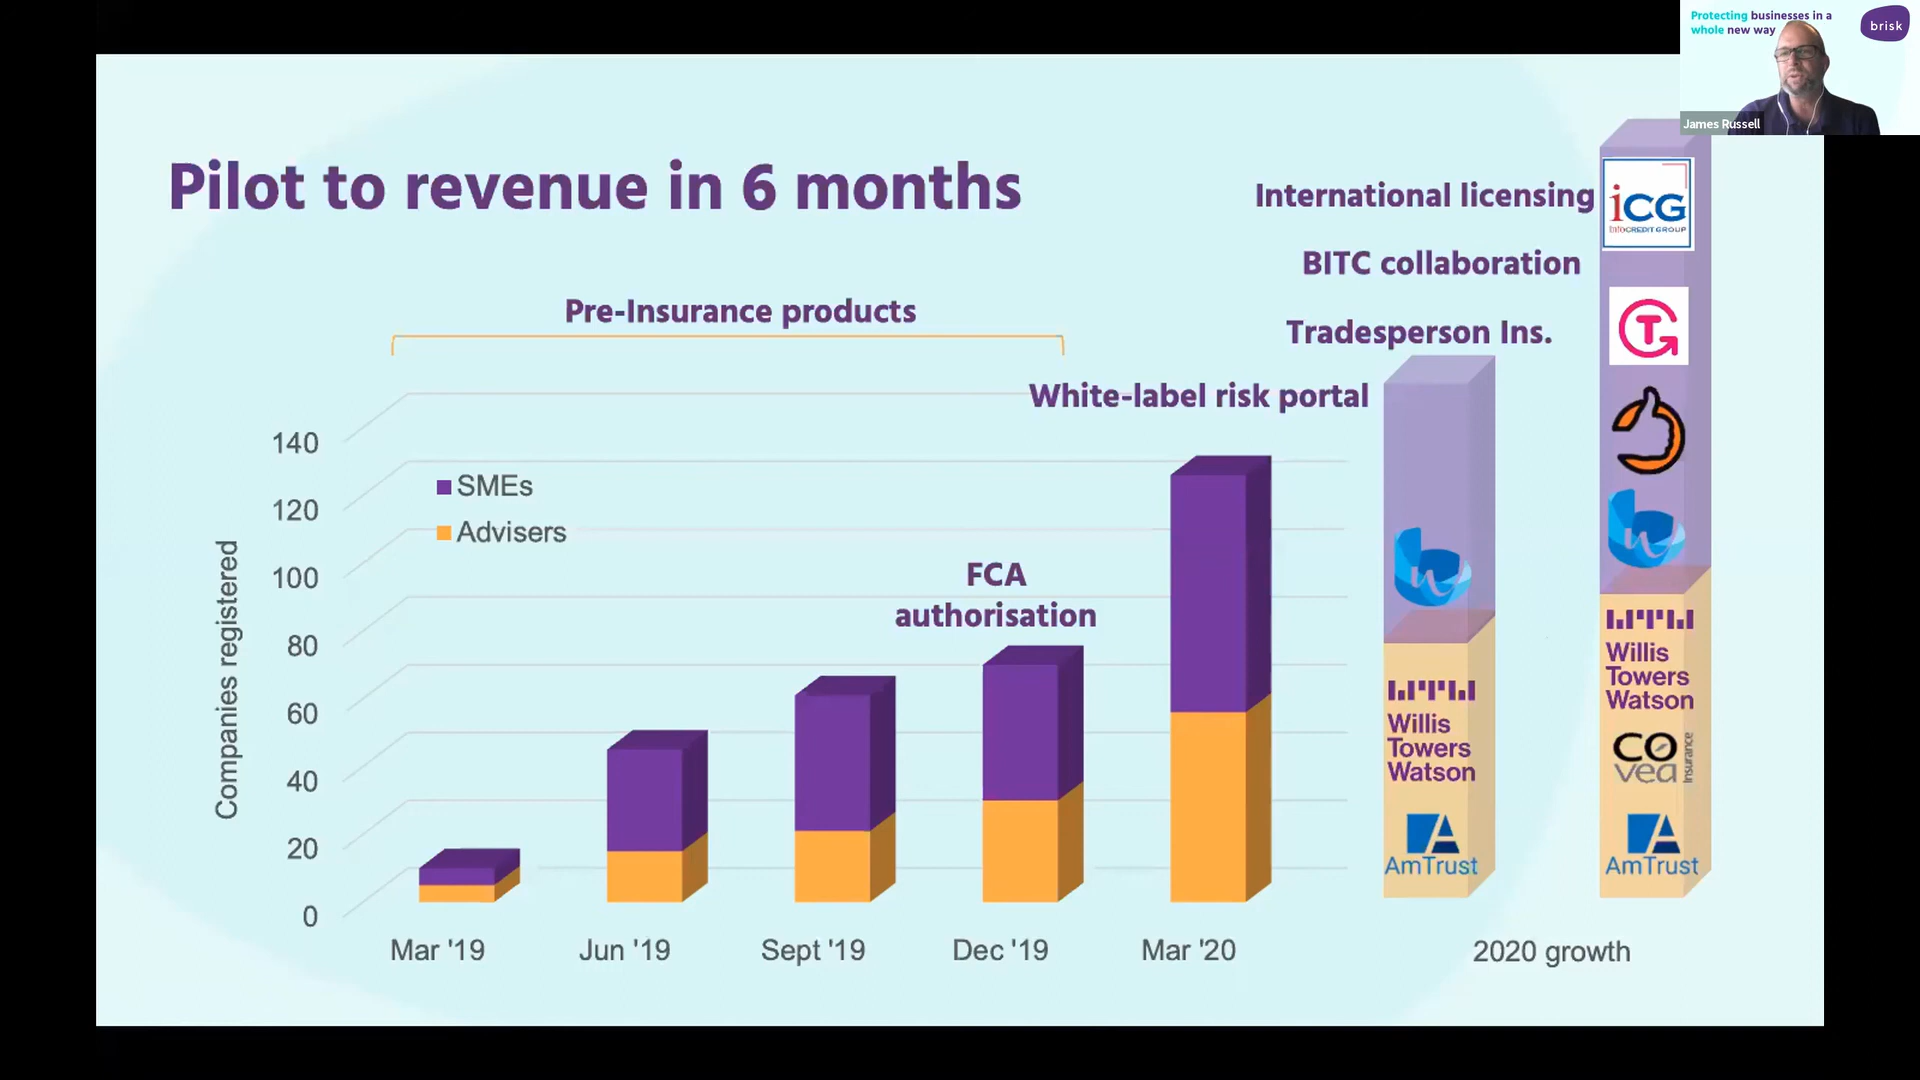 Protecting businesses in a
whole new way
brisk
James Russell
Pilot to revenue in 6 months
International licensing
iCG
InfoCREDIT GROUP
BITC collaboration
Pre-Insurance products
Tradesperson Ins.
T
White-label risk portal
140
120
100
80
60
40
20
0
Companies registered
SMEs
Advisers
FCA
authorisation
Willis
Towers
Watson
AmTrust
Willis
Towers
Watson
covea
Insurance
AmTrust
Mar '19
Jun '19
Sept '19
Dec '19
Mar '20
2020 growth